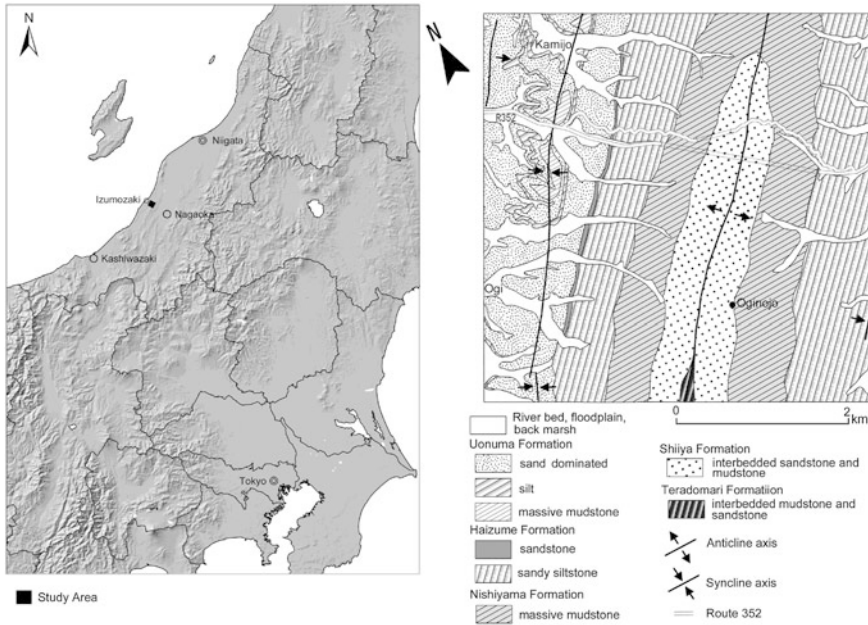 N
Niigata
Izumozaki
Nagaoka
Kashiwazaki
Tokyo
Study Area
N
Kamijo
R352
Ogi
Oginojo
0 2
km
River bed, floodplain,
back marsh
Uonuma Formation
sand dominated
silt
massive mudstone
Haizume Formation
sandstone
sandy siltstone
Nishiyama Formation
massive mudstone
Shiiya Formation
interbedded sandstone and
mudstone
Teradomari Formatiion
interbedded mudstone and
sandstone
Anticline axis
Syncline axis
Route 352